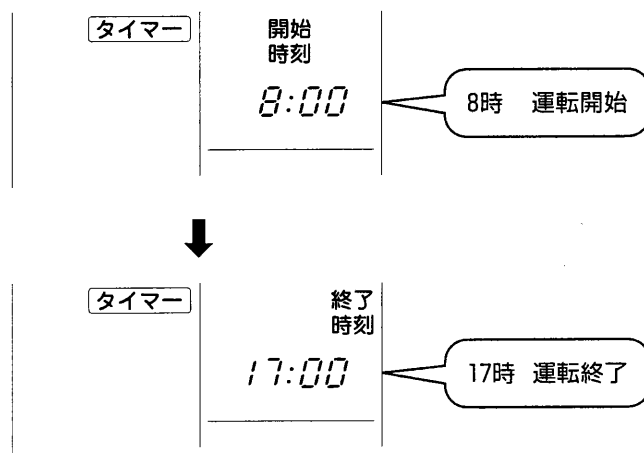 タイマー
開始
時刻
8:00
8時 運転開始
タイマー
終了
時刻
17:00
17時 運転終了